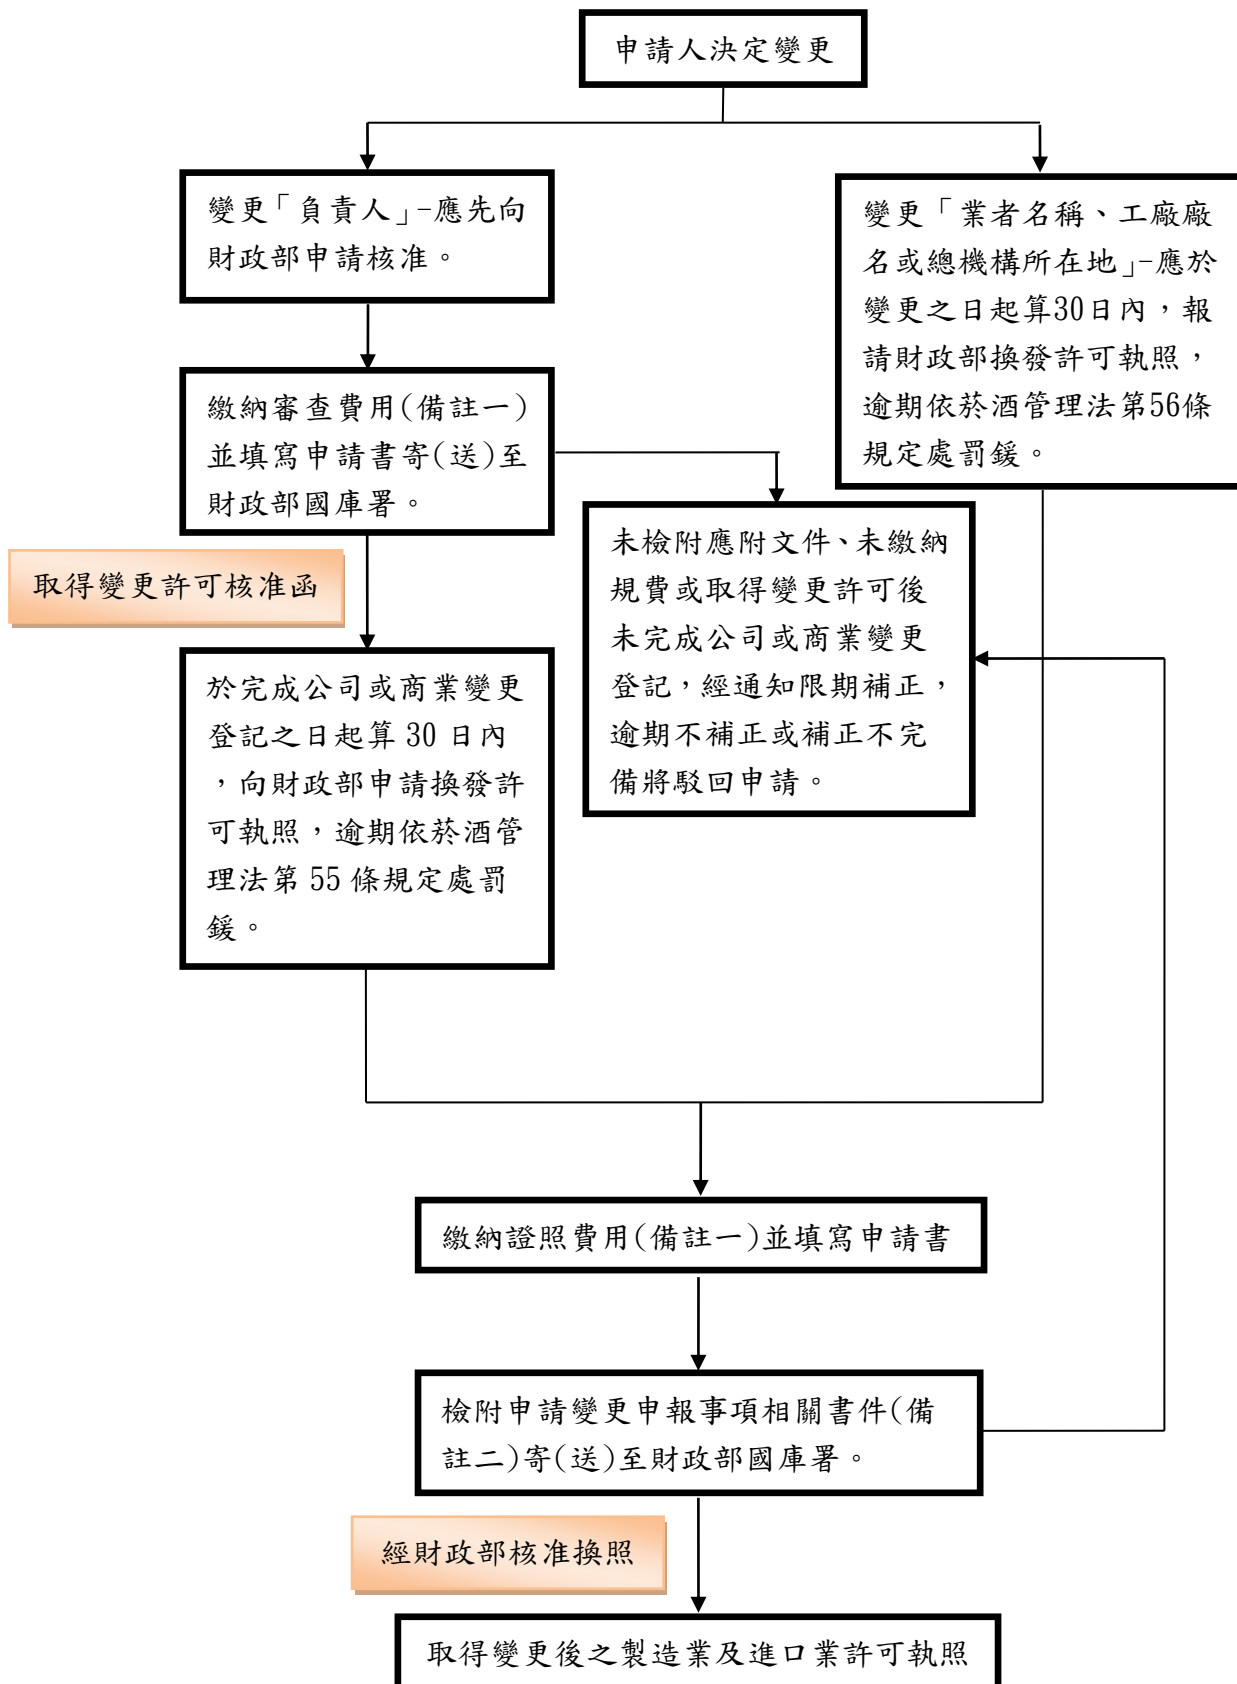 申請人決定變更
變更「負責人」-應先向
財政部申請核准。
變更「業者名稱、工廠廠
名或總機構所在地」-應於
變更之日起算30日內，報
請財政部換發許可執照，
逾期依菸酒管理法第56條
規定處罰鍰。
繳納審查費用(備註一)
並填寫申請書寄(送)至
財政部國庫署。
未檢附應附文件、未繳納
規費或取得變更許可後
未完成公司或商業變更
登記，經通知限期補正，
逾期不補正或補正不完
備將駁回申請。
取得變更許可核准函
於完成公司或商業變更
登記之日起算 30 日內
，向財政部申請換發許
可執照，逾期依菸酒管
理法第 55 條規定處罰
鍰。
繳納證照費用(備註一)並填寫申請書
檢附申請變更申報事項相關書件(備
註二)寄(送)至財政部國庫署。
經財政部核准換照
取得變更後之製造業及進口業許可執照